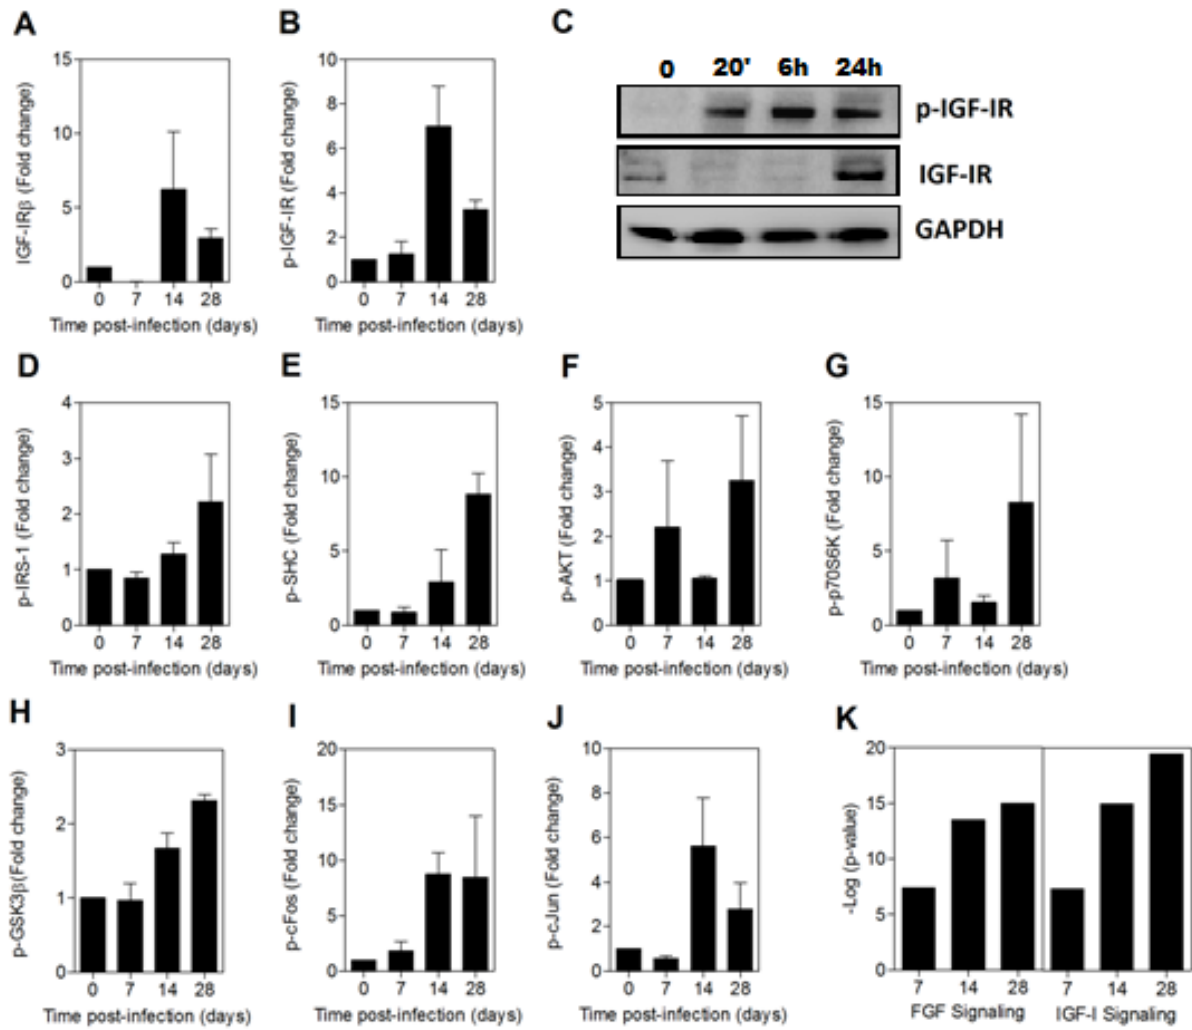 A
IGF-IRβ (Fold change)
15
10
5
0
0 7 14 28
Time post-infection (days)
B
p-IGF-IR (Fold change)
10
8
6
4
2
0
0 7 14 28
Time post-infection (days)
C
0 20' 6h 24h
p-IGF-IR
IGF-IR
GAPDH
D
p-IRS-1 (Fold change)
4
3
2
1
0
0 7 14 28
Time post-infection (days)
E
p-SHC (Fold change)
15
10
5
0
0 7 14 28
Time post-infection (days)
F
p-AKT (Fold change)
5
4
3
2
1
0
0 7 14 28
Time post-infection (days)
G
p-p70S6K (Fold change)
15
10
5
0
0 7 14 28
Time post-infection (days)
H
p-GSK3β(Fold change)
3
2
1
0
0 7 14 28
Time post-infection (days)
I
p-cFos (Fold change)
20
15
10
5
0
0 7 14 28
Time post-infection (days)
J
p-cJun (Fold change)
10
8
6
4
2
0
0 7 14 28
Time post-infection (days)
K
-Log (p-value)
20
15
10
5
0
7 14 28 7 14 28
FGF Signaling IGF-I Signaling